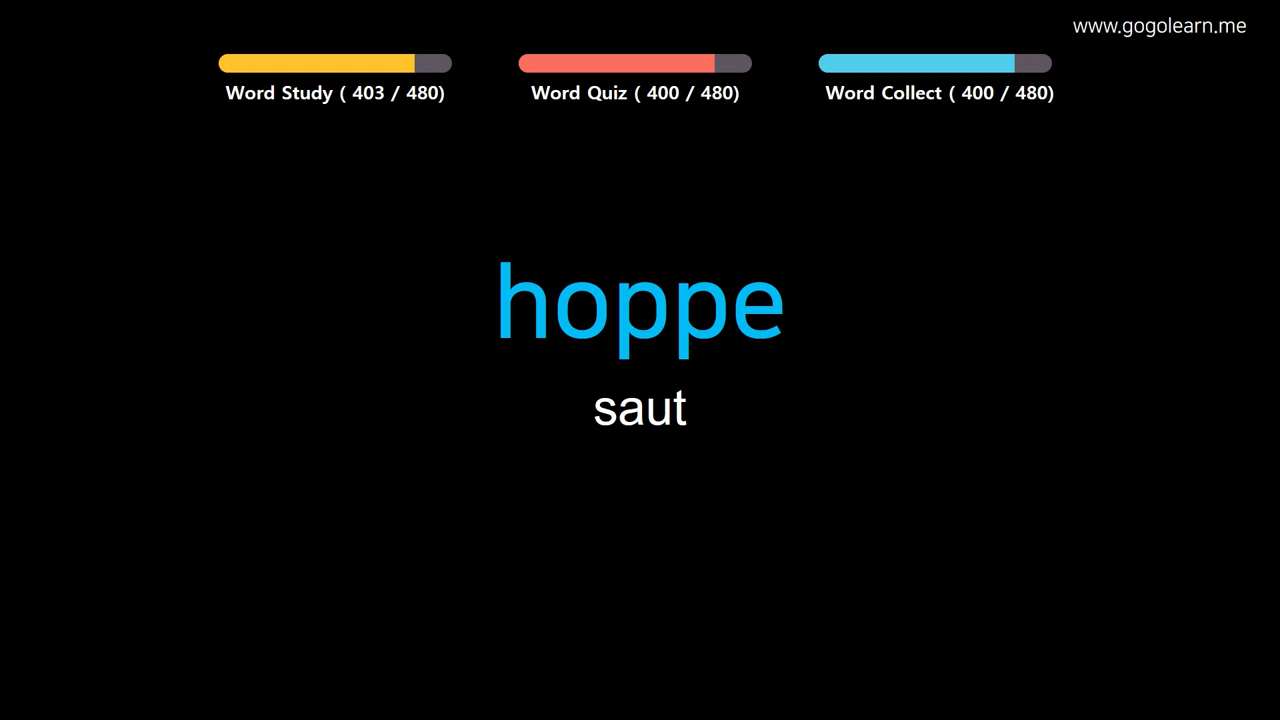 www.gogolearn.me
Word Study ( 403 / 480)
Word Quiz ( 400 / 480)
Word Collect ( 400 / 480)
hoppe
saut